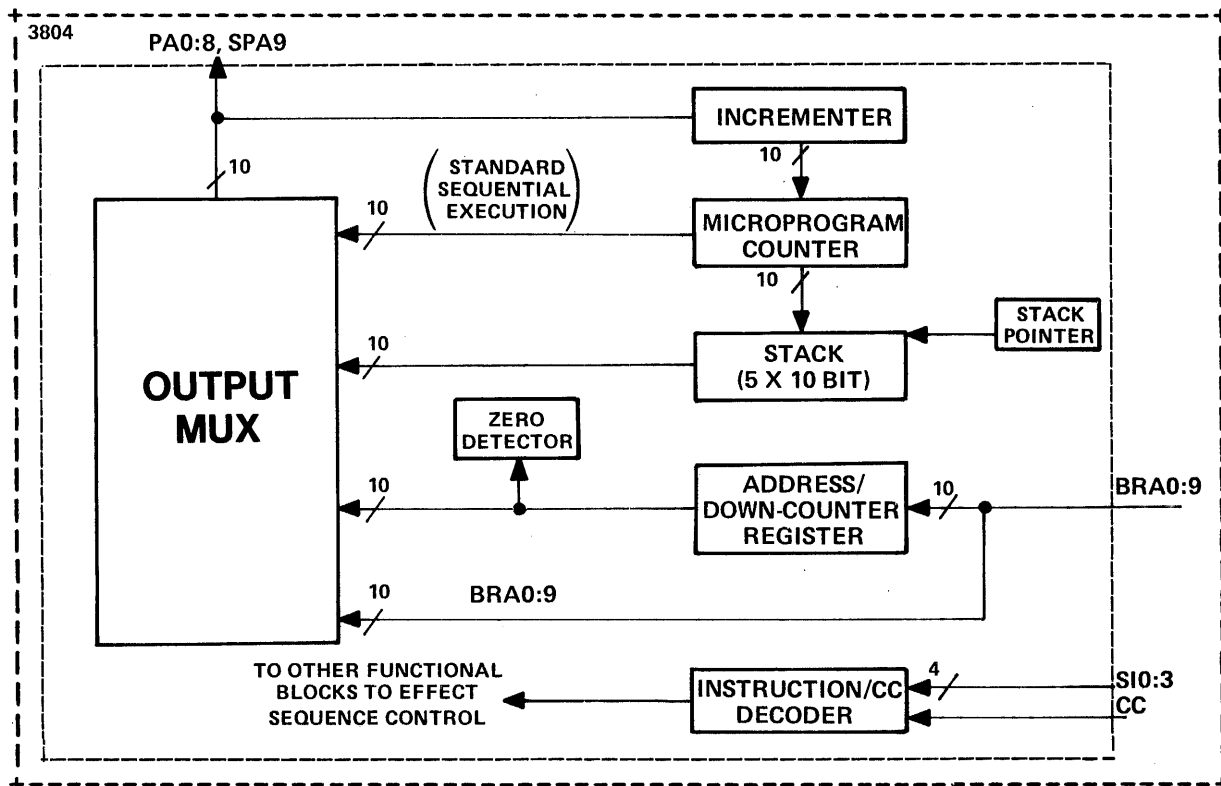 3804
PA0:8, SPA9
INCREMENTER
10
10
(STANDARD
SEQUENTIAL
EXECUTION)
10
MICROPROGRAM
COUNTER
10
STACK
POINTER
10
STACK
(5 X 10 BIT)
OUTPUT
MUX
ZERO
DETECTOR
10
ADDRESS/
DOWN-COUNTER
REGISTER
10
BRA0:9
10
BRA0:9
TO OTHER FUNCTIONAL
BLOCKS TO EFFECT
SEQUENCE CONTROL
INSTRUCTION/CC
DECODER
4
SI0:3
CC